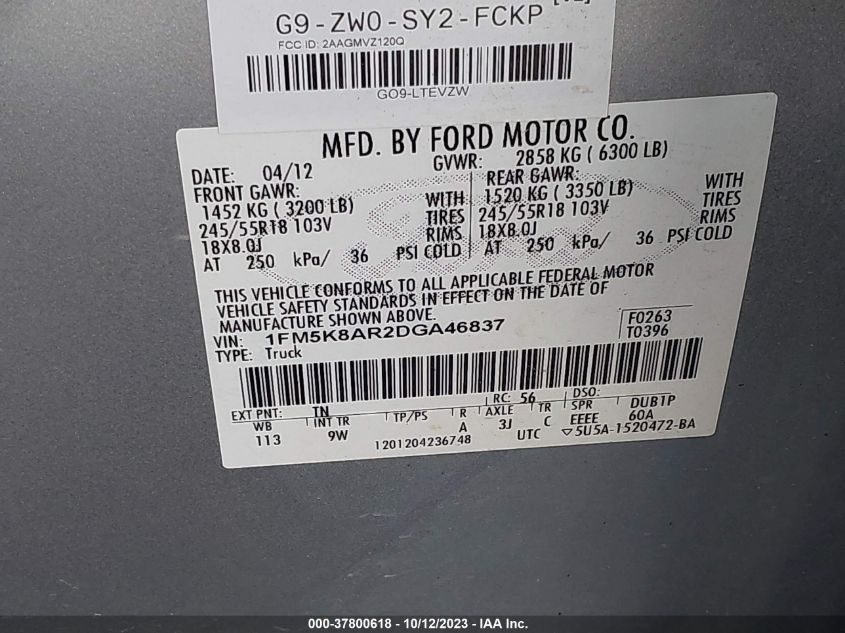 G9-ZW0-SY2-FCKP
FCC ID: 2AAGMVZ120Q
GO9-LTEVZW
MFD. BY FORD MOTOR CO.
DATE: 04/12 GVWR: 2858 KG ( 6300 LB)
FRONT GAWR: REAR GAWR:
1452 KG ( 3200 LB) WITH 1520 KG ( 3350 LB) WITH
245/55R18 103V TIRES 245/55R18 103V TIRES
18X8.0J RIMS 18X8.0J RIMS
AT 250 kPa/ 36 PSI COLD AT 250 kPa/ 36 PSI COLD
THIS VEHICLE CONFORMS TO ALL APPLICABLE FEDERAL MOTOR
VEHICLE SAFETY STANDARDS IN EFFECT ON THE DATE OF
MANUFACTURE SHOWN ABOVE.
VIN: 1FM5K8AR2DGA46837 F0263
TYPE: Truck T0396
EXT PNT: TN RC: 56 DSO:
WB INT TR TP/PS R AXLE TR SPR DUB1P
113 9W A 3J C EEEE 60A
1201204236748 UTC ▽5U5A-1520472-BA
000-37800618 - 10/12/2023 - IAA Inc.